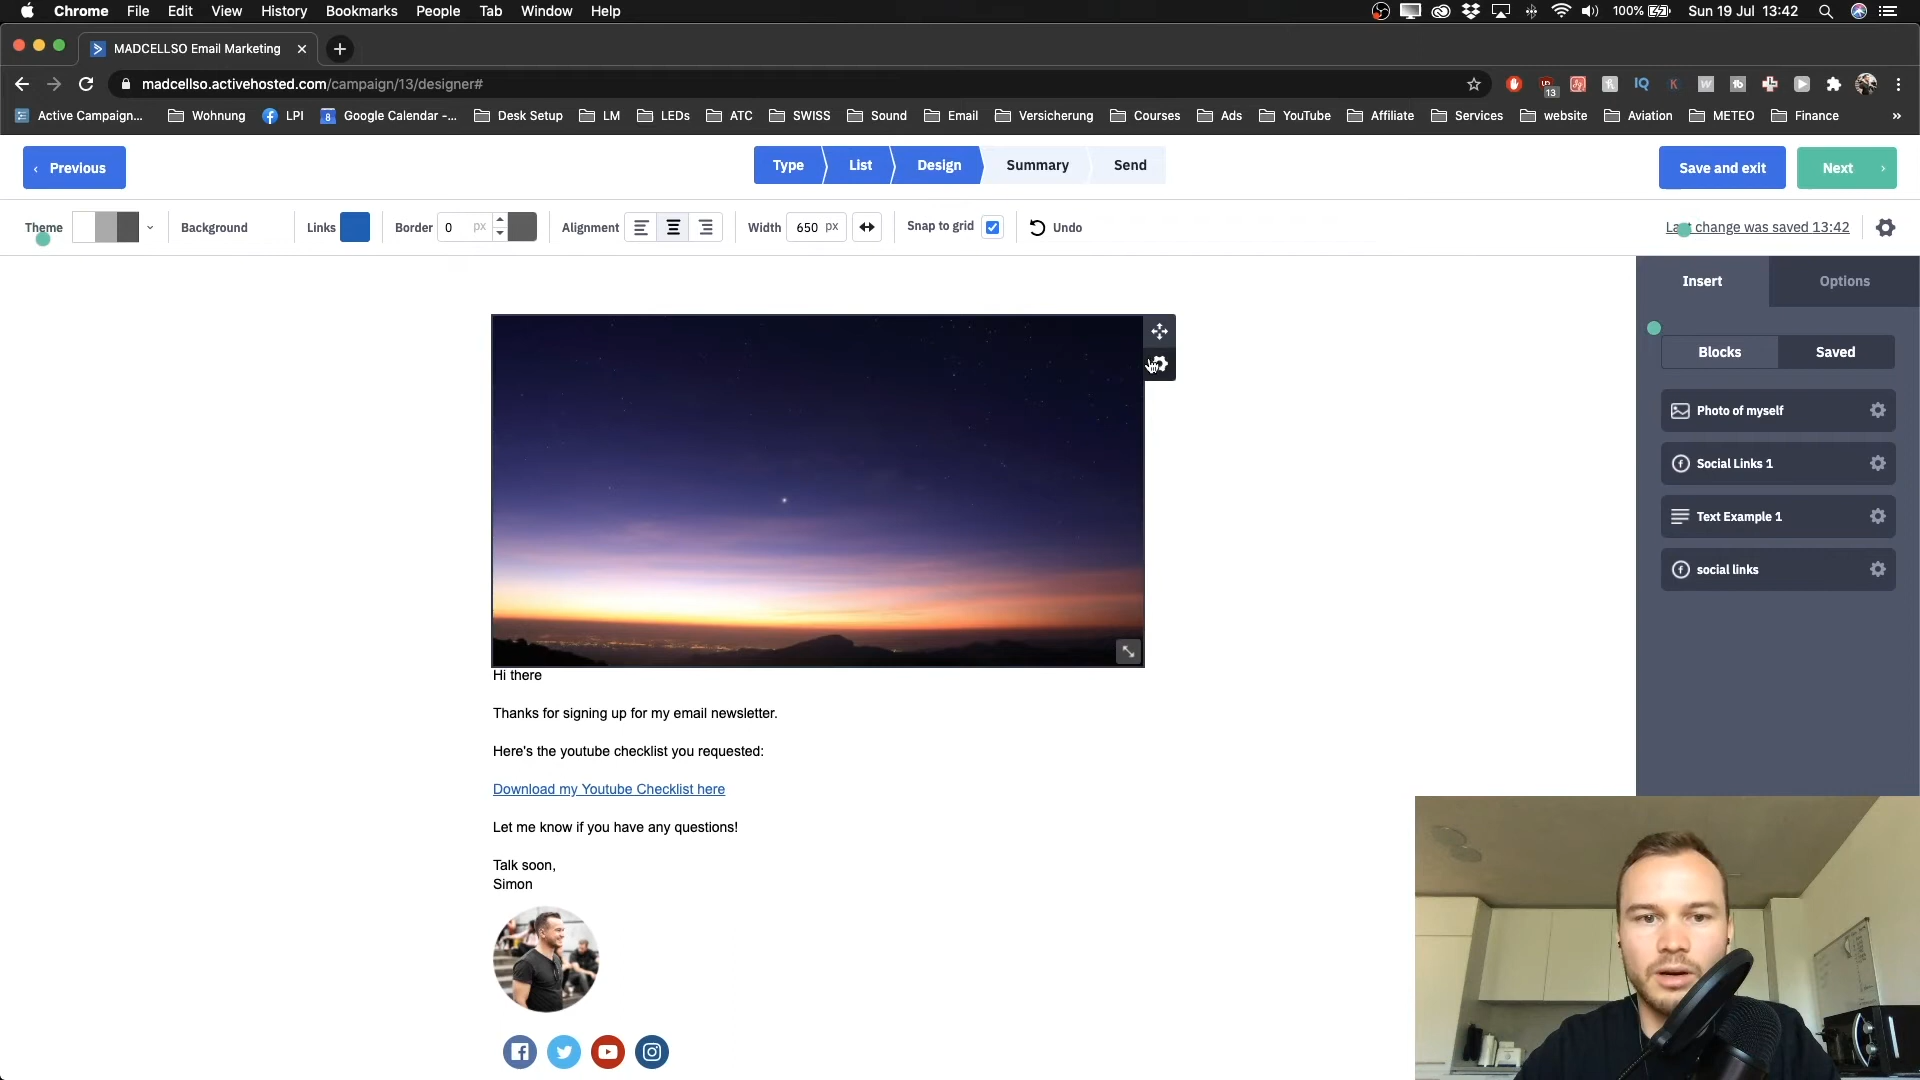 Chrome File Edit View History Bookmarks People Tab Window Help 100% Sun 19 Jul 13:42
MADCELLSO Email Marketing
madcellso.activehosted.com/campaign/13/designer#
13
Active Campaign... Wohnung LPI Google Calendar -... Desk Setup LM LEDs ATC SWISS Sound Email Versicherung Courses Ads YouTube Affiliate Services website Aviation METEO Finance »
Previous Type List Design Summary Send Save and exit Next
Theme Background Links Border 0 px Alignment Width 650 px Snap to grid Undo Last change was saved 13:42
Insert Options
Blocks Saved
Photo of myself
Social Links 1
Text Example 1
social links
Hi there
Thanks for signing up for my email newsletter.
Here's the youtube checklist you requested:
Download my Youtube Checklist here
Let me know if you have any questions!
Talk soon,
Simon